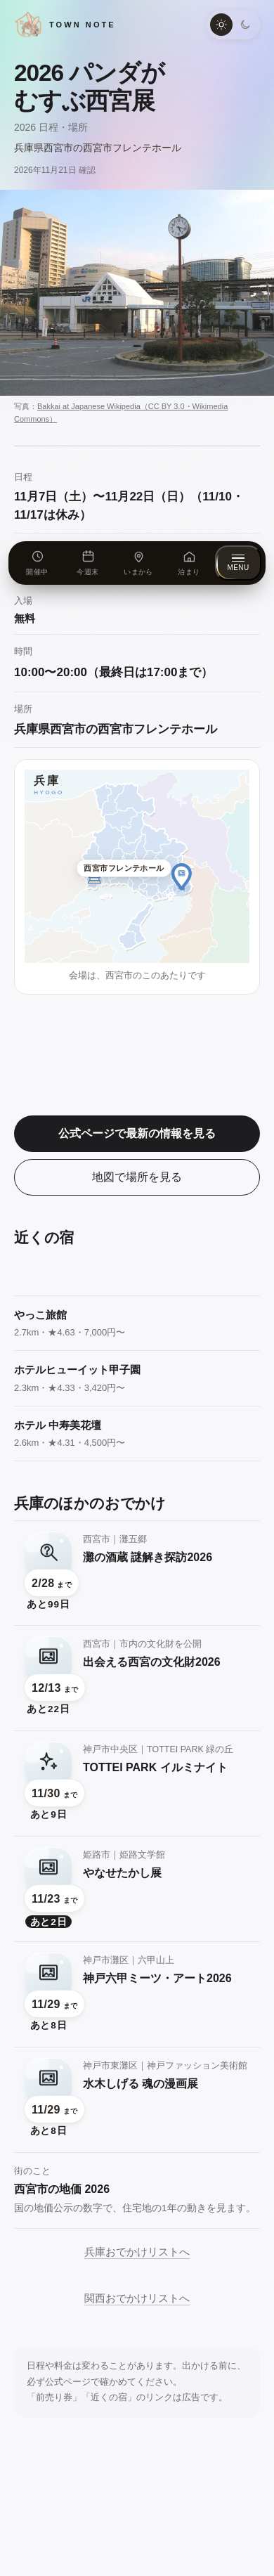 TOWN NOTE
2026 パンダが
むすぶ西宮展
2026 日程・場所
兵庫県西宮市の西宮市フレンテホール
2026年11月21日 確認
写真：Bakkai at Japanese Wikipedia（CC BY 3.0・Wikimedia
Commons）
日程
11月7日（土）〜11月22日（日）（11/10・
11/17は休み）
開催中
今週末
いまから
泊まり
MENU
入場
無料
時間
10:00〜20:00（最終日は17:00まで）
場所
兵庫県西宮市の西宮市フレンテホール
兵庫
HYOGO
西宮市フレンテホール
会場は、西宮市のこのあたりです
公式ページで最新の情報を見る
地図で場所を見る
近くの宿
やっこ旅館
2.7km・★4.63・7,000円〜
ホテルヒューイット甲子園
2.3km・★4.33・3,420円〜
ホテル 中寿美花壇
2.6km・★4.31・4,500円〜
兵庫のほかのおでかけ
西宮市｜灘五郷
灘の酒蔵 謎解き探訪2026
2/28 まで
あと99日
西宮市｜市内の文化財を公開
出会える西宮の文化財2026
12/13 まで
あと22日
神戸市中央区｜TOTTEI PARK 緑の丘
TOTTEI PARK イルミナイト
11/30 まで
あと9日
姫路市｜姫路文学館
やなせたかし展
11/23 まで
あと2日
神戸市灘区｜六甲山上
神戸六甲ミーツ・アート2026
11/29 まで
あと8日
神戸市東灘区｜神戸ファッション美術館
水木しげる 魂の漫画展
11/29 まで
あと8日
街のこと
西宮市の地価 2026
国の地価公示の数字で、住宅地の1年の動きを見ます。
兵庫おでかけリストへ
関西おでかけリストへ
日程や料金は変わることがあります。出かける前に、
必ず公式ページで確かめてください。
「前売り券」「近くの宿」のリンクは広告です。